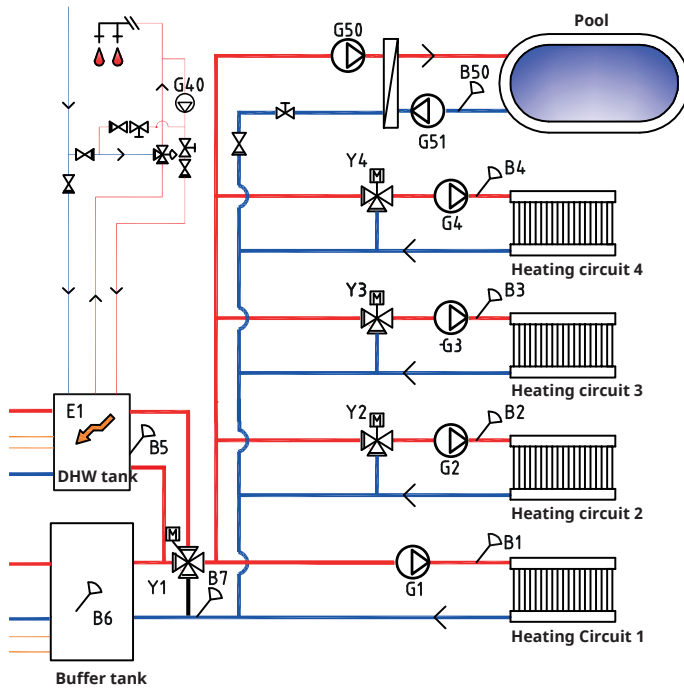 Pool
G50
G40
B50
G51
Y4
M
B4
G4
Heating circuit 4
Y3
M
B3
G3
Heating circuit 3
E1
B5
DHW tank
Y2
M
B2
G2
Heating circuit 2
M
Y1
B7
B1
G1
B6
Heating Circuit 1
Buffer tank